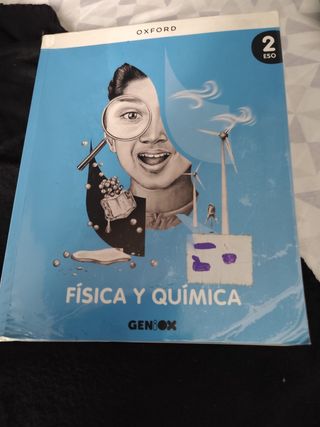 OXFORD
2
ESO
FÍSICA Y QUÍMICA
GENiOX